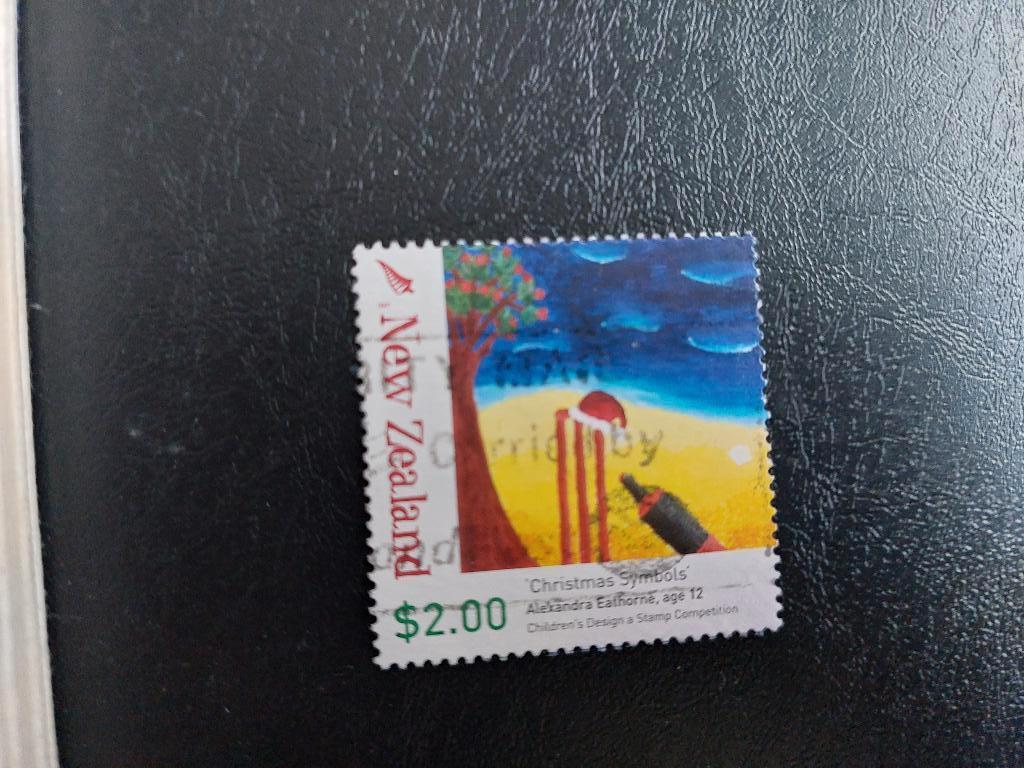 New Zealand
$2.00
'Christmas Symbols'
Alexandra Eathorne, age 12
Children's Design a Stamp Competition